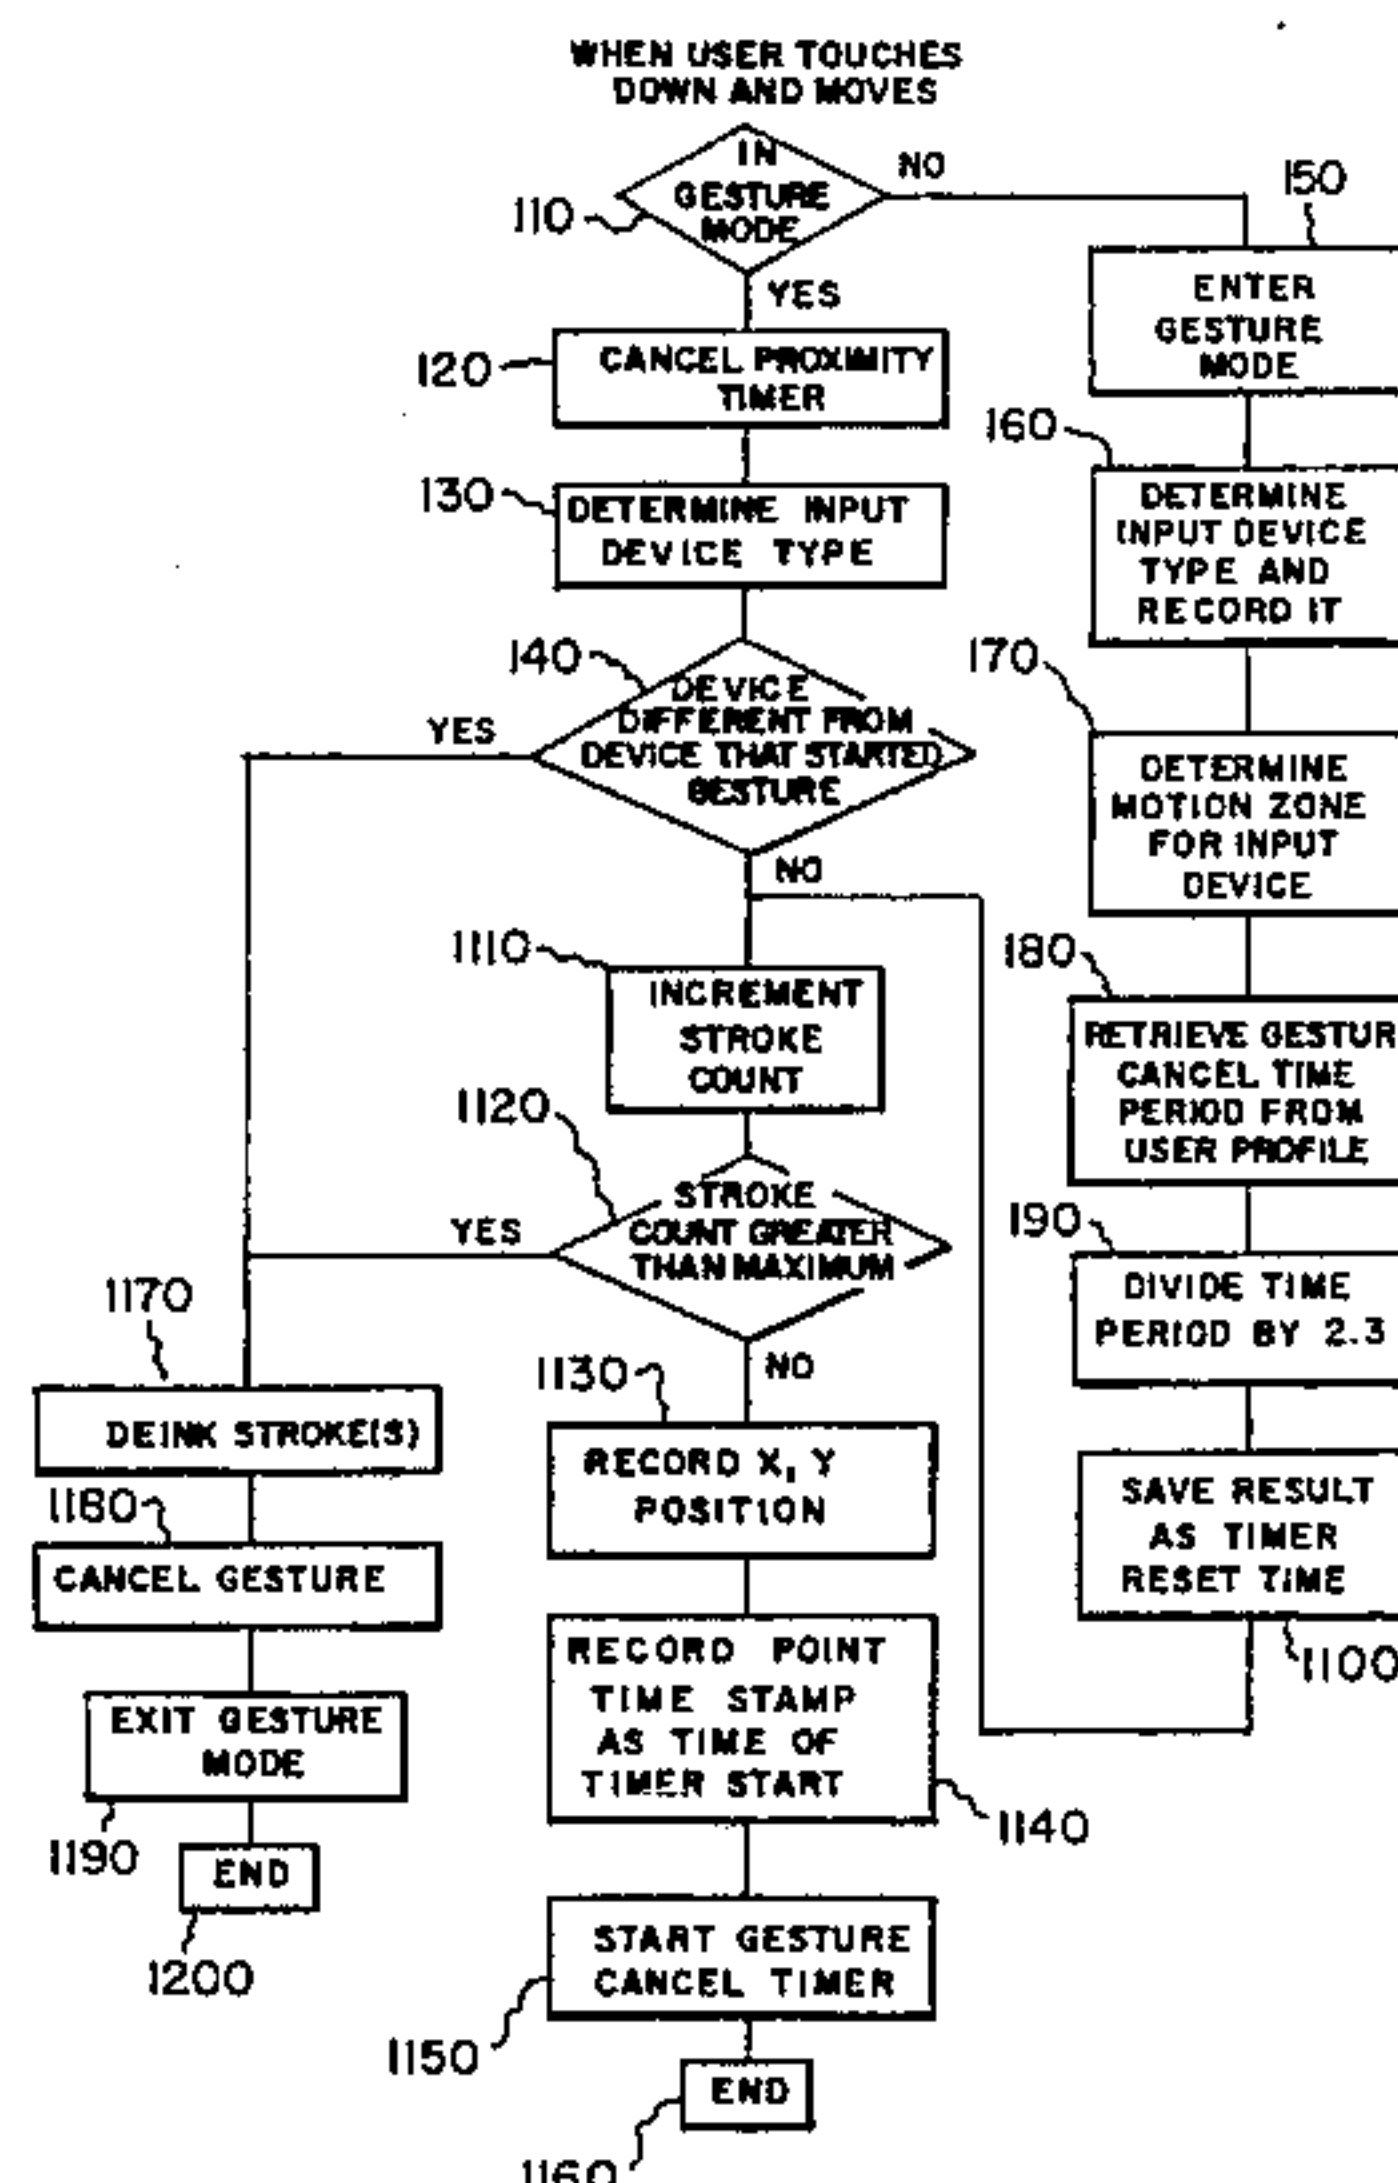 WHEN USER TOUCHES
DOWN AND MOVES
IN
GESTURE
MODE
110
NO
YES
150
ENTER
GESTURE
MODE
120
CANCEL PROXIMITY
TIMER
160
DETERMINE
INPUT DEVICE
TYPE AND
RECORD IT
130
DETERMINE INPUT
DEVICE TYPE
140
DEVICE
DIFFERENT FROM
DEVICE THAT STARTED
GESTURE
YES
NO
170
DETERMINE
MOTION ZONE
FOR INPUT
DEVICE
1110
INCREMENT
STROKE
COUNT
180
RETRIEVE GESTUR
CANCEL TIME
PERIOD FROM
USER PROFILE
1120
STROKE
COUNT GREATER
THAN MAXIMUM
YES
NO
190
DIVIDE TIME
PERIOD BY 2.3
1170
DEINK STROKE(S)
1130
RECORD X, Y
POSITION
SAVE RESULT
AS TIMER
RESET TIME
1100
1180
CANCEL GESTURE
RECORD POINT
TIME STAMP
AS TIME OF
TIMER START
1140
EXIT GESTURE
MODE
1190
END
1200
START GESTURE
CANCEL TIMER
1150
END
1160